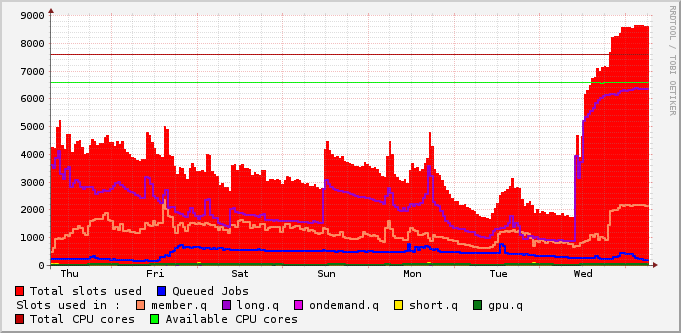 9000
8000
7000
6000
5000
4000
3000
2000
1000
0
Thu Fri Sat Sun Mon Tue Wed
RRDTOOL / TOBI OETIKER
Total slots used Queued Jobs
Slots used in : member.q long.q ondemand.q short.q gpu.q
Total CPU cores Available CPU cores